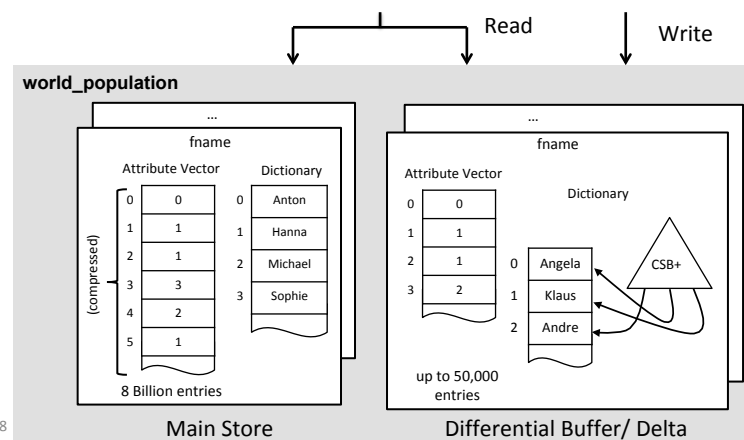 Read
Write
world_population
...
fname
Attribute Vector Dictionary
(compressed)
0 0
1 1
2 1
3 3
4 2
5 1
0 Anton
1 Hanna
2 Michael
3 Sophie
8 Billion entries
Main Store
...
fname
Attribute Vector
Dictionary
0 0
1 1
2 1
3 2
0 Angela
1 Klaus
2 Andre
CSB+
up to 50,000
entries
Differential Buffer/ Delta
8